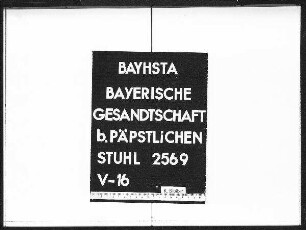 BAYHSTA
BAYERISCHE
GESANDTSCHAFT
b. PÄPSTLiCHEN
STUHL 2569
V-16